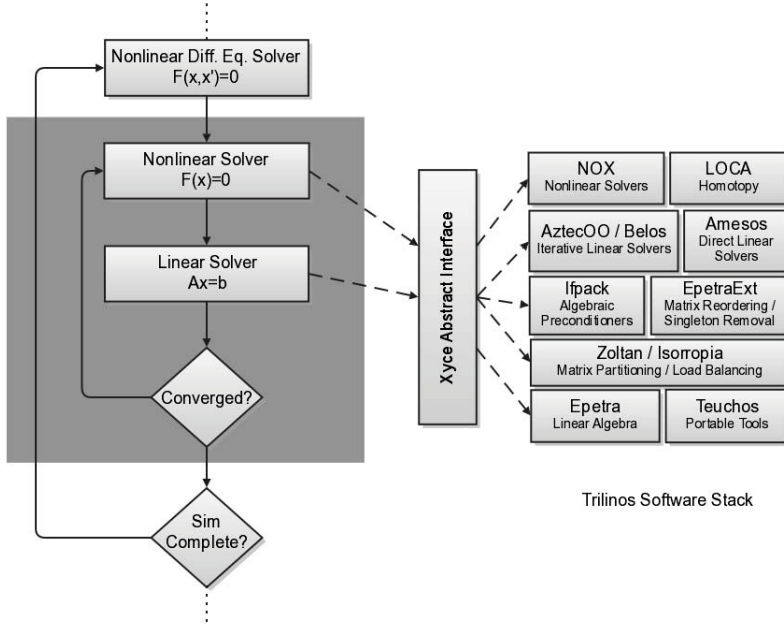 Nonlinear Diff. Eq. Solver
F(x,x')=0
Nonlinear Solver
F(x)=0
Linear Solver
Ax=b
Converged?
Sim
Complete?
Xyce Abstract Interface
NOX
Nonlinear Solvers
LOCA
Homotopy
AztecOO / Belos
Iterative Linear Solvers
Amesos
Direct Linear
Solvers
Ifpack
Algebraic
Preconditioners
EpetraExt
Matrix Reordering /
Singleton Removal
Zoltan / Isorropia
Matrix Partitioning / Load Balancing
Epetra
Linear Algebra
Teuchos
Portable Tools
Trilinos Software Stack